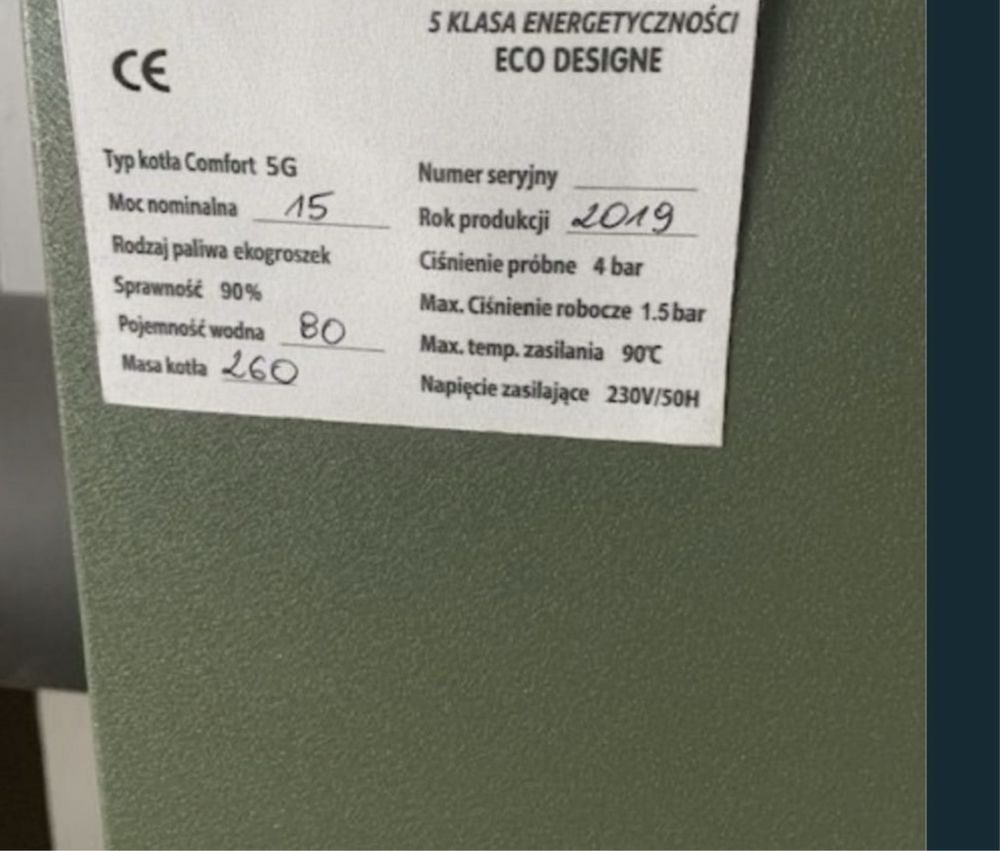 5 KLASA ENERGETYCZNOŚCI
ECO DESIGNE
CE
Typ kotła Comfort 5G
Moc nominalna 15
Rodzaj paliwa ekogroszek
Sprawność 90%
Pojemność wodna 80
Masa kotła 260
Numer seryjny
Rok produkcji 2019
Ciśnienie próbne 4 bar
Max. Ciśnienie robocze 1.5 bar
Max. temp. zasilania 90℃
Napięcie zasilające 230V/50H